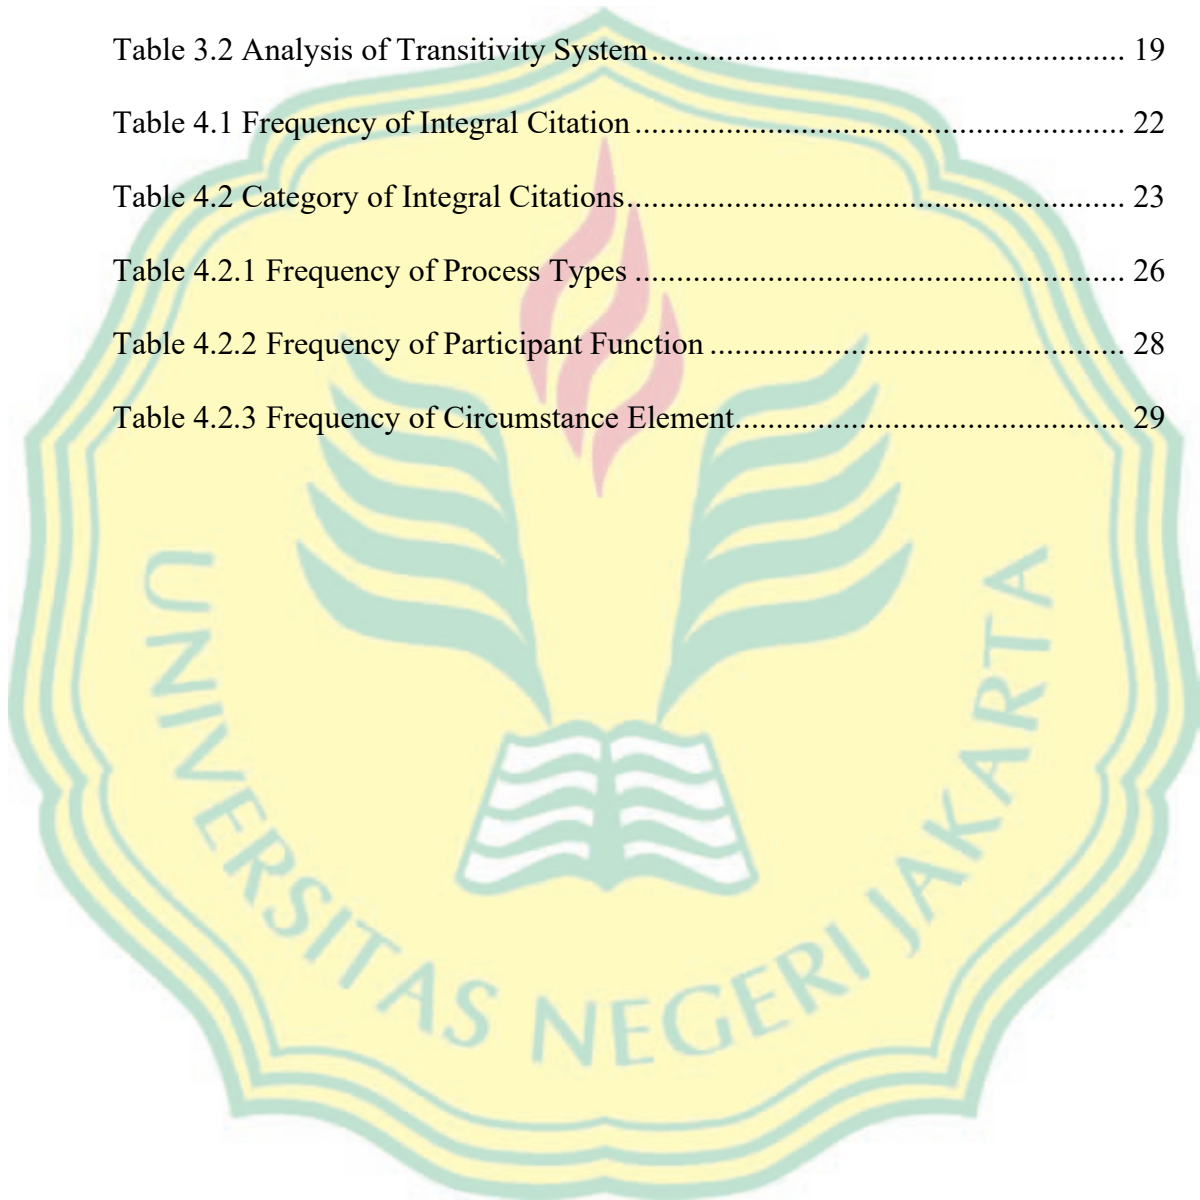 Table 3.2 Analysis of Transitivity System............................................................ 19
Table 4.1 Frequency of Integral Citation.............................................................. 22
Table 4.2 Category of Integral Citations............................................................... 23
Table 4.2.1 Frequency of Process Types.............................................................. 26
Table 4.2.2 Frequency of Participant Function..................................................... 28
Table 4.2.3 Frequency of Circumstance Element................................................. 29
UNIVERSITAS NEGERI JAKARTA